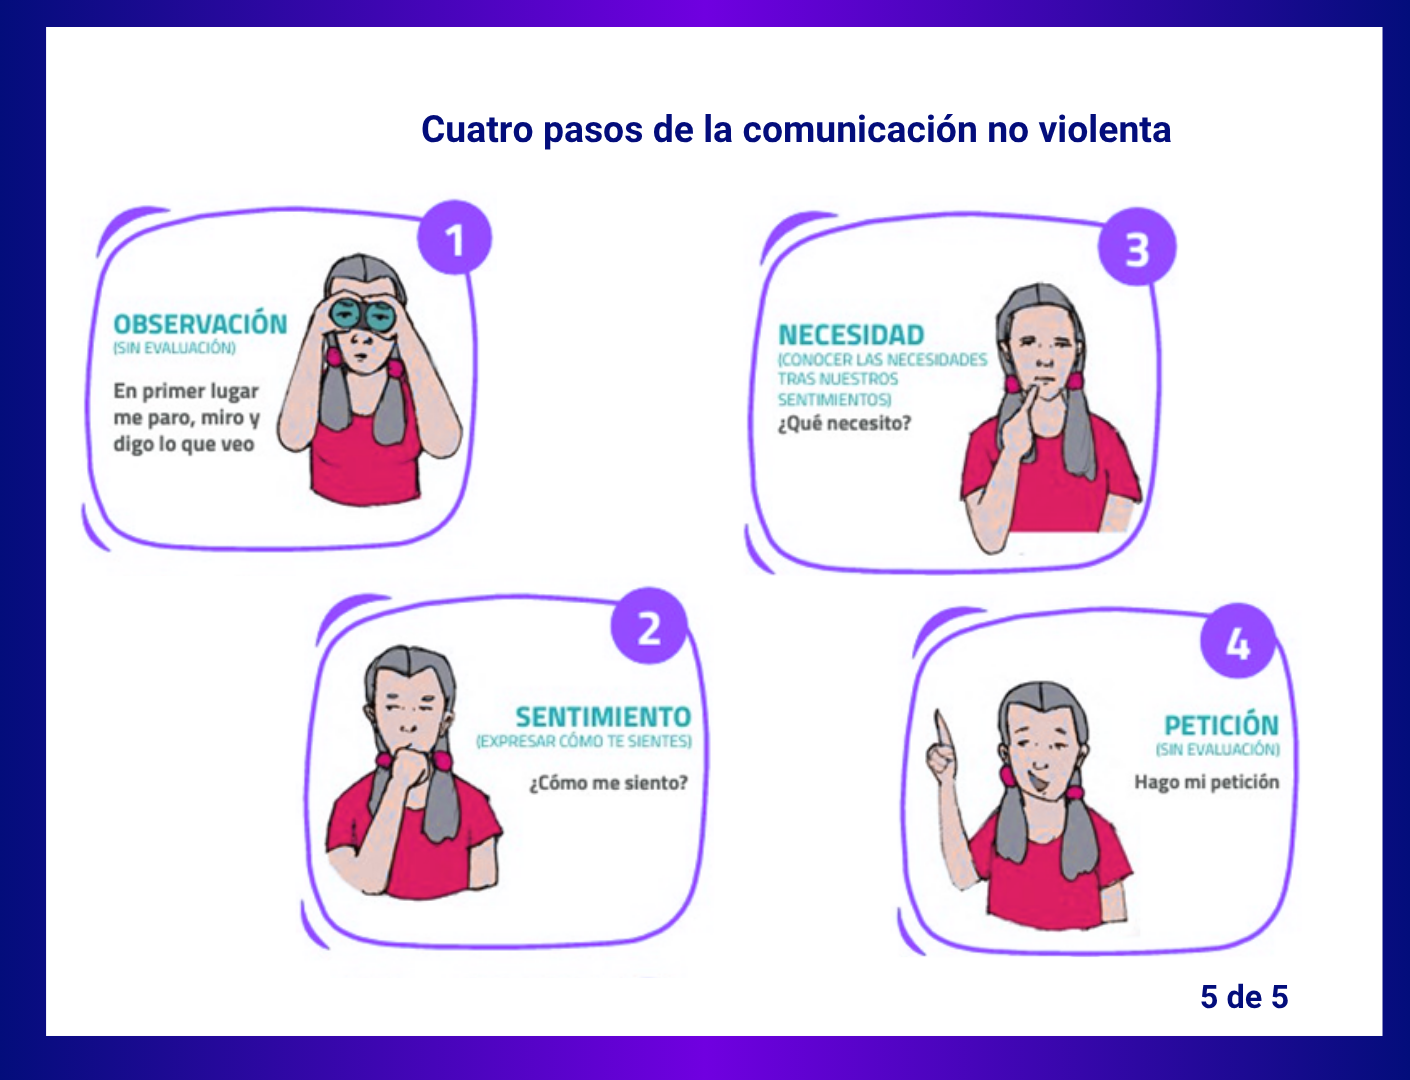 Cuatro pasos de la comunicación no violenta
1
OBSERVACIÓN
(SIN EVALUACIÓN)
En primer lugar
me paro, miro y
digo lo que veo
2
SENTIMIENTO
(EXPRESAR CÓMO TE SIENTES)
¿Cómo me siento?
3
NECESIDAD
(CONOCER LAS NECESIDADES
TRAS NUESTROS
SENTIMIENTOS)
¿Qué necesito?
4
PETICIÓN
(SIN EVALUACIÓN)
Hago mi petición
5 de 5